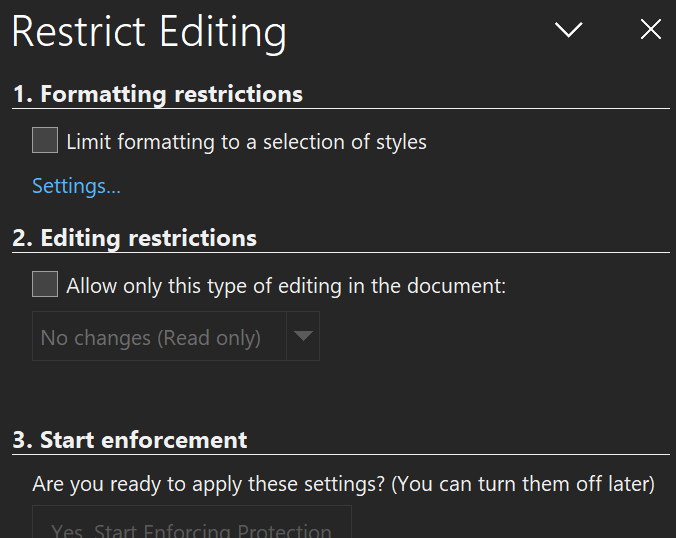 Restrict Editing
1. Formatting restrictions
Limit formatting to a selection of styles
Settings...
2. Editing restrictions
Allow only this type of editing in the document:
No changes (Read only)
3. Start enforcement
Are you ready to apply these settings? (You can turn them off later)
Yes, Start Enforcing Protection